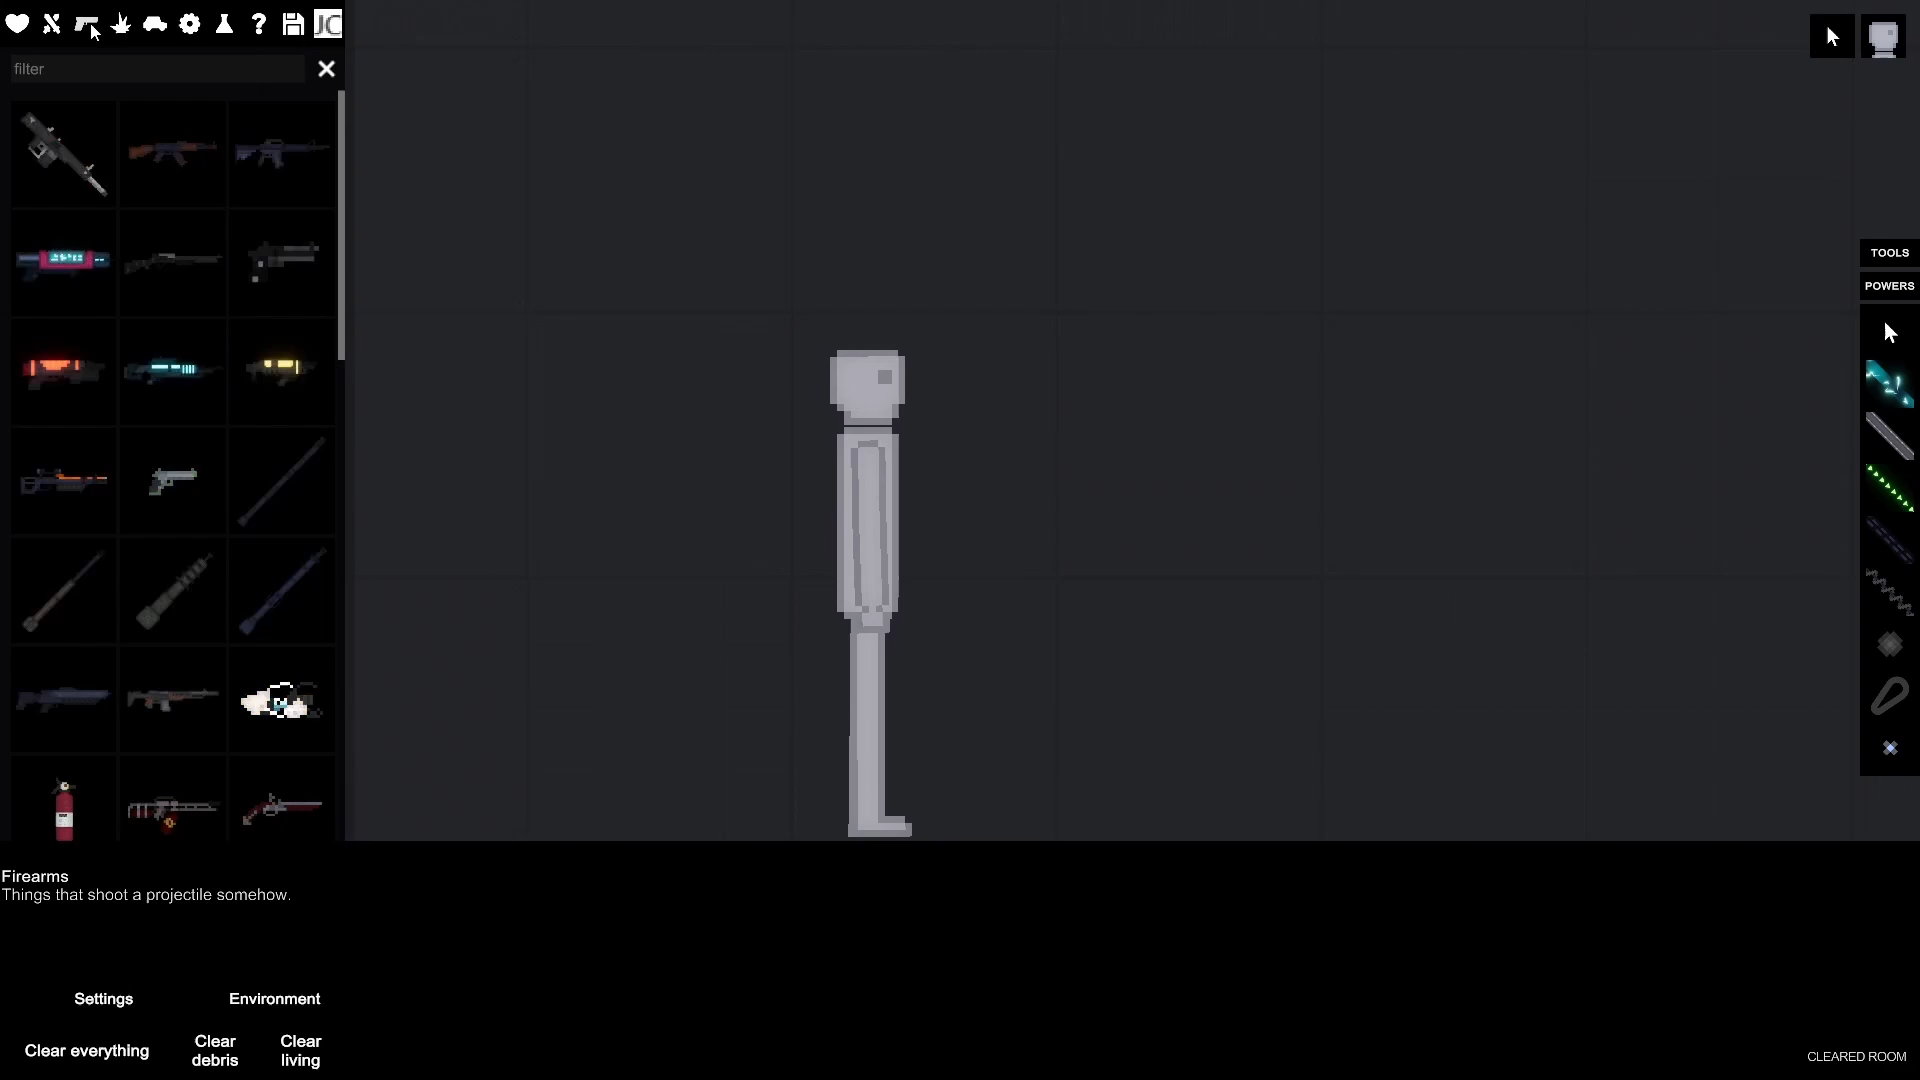 JC
filter
TOOLS
POWERS
Firearms
Things that shoot a projectile somehow.
Settings
Environment
Clear everything
Clear
debris
Clear
living
CLEARED ROOM